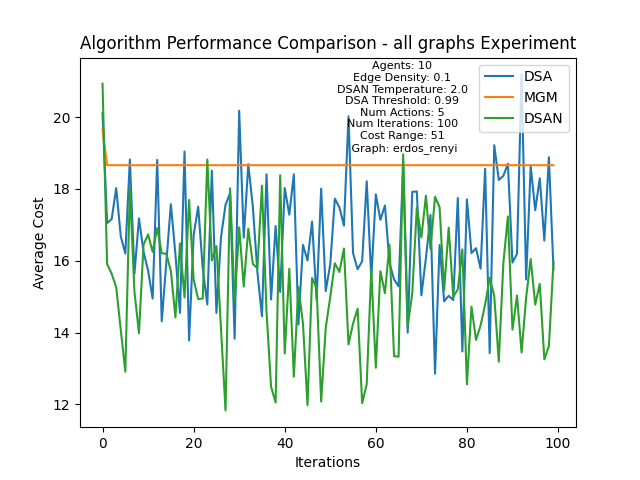 Algorithm Performance Comparison - all graphs Experiment
Agents: 10
Edge Density: 0.1
DSAN Temperature: 2.0
DSA Threshold: 0.99
Num Actions: 5
Num Iterations: 100
Cost Range: 51
Graph: erdos_renyi
DSA
MGM
DSAN
Average Cost
20
18
16
14
12
0 20 40 60 80 100
Iterations